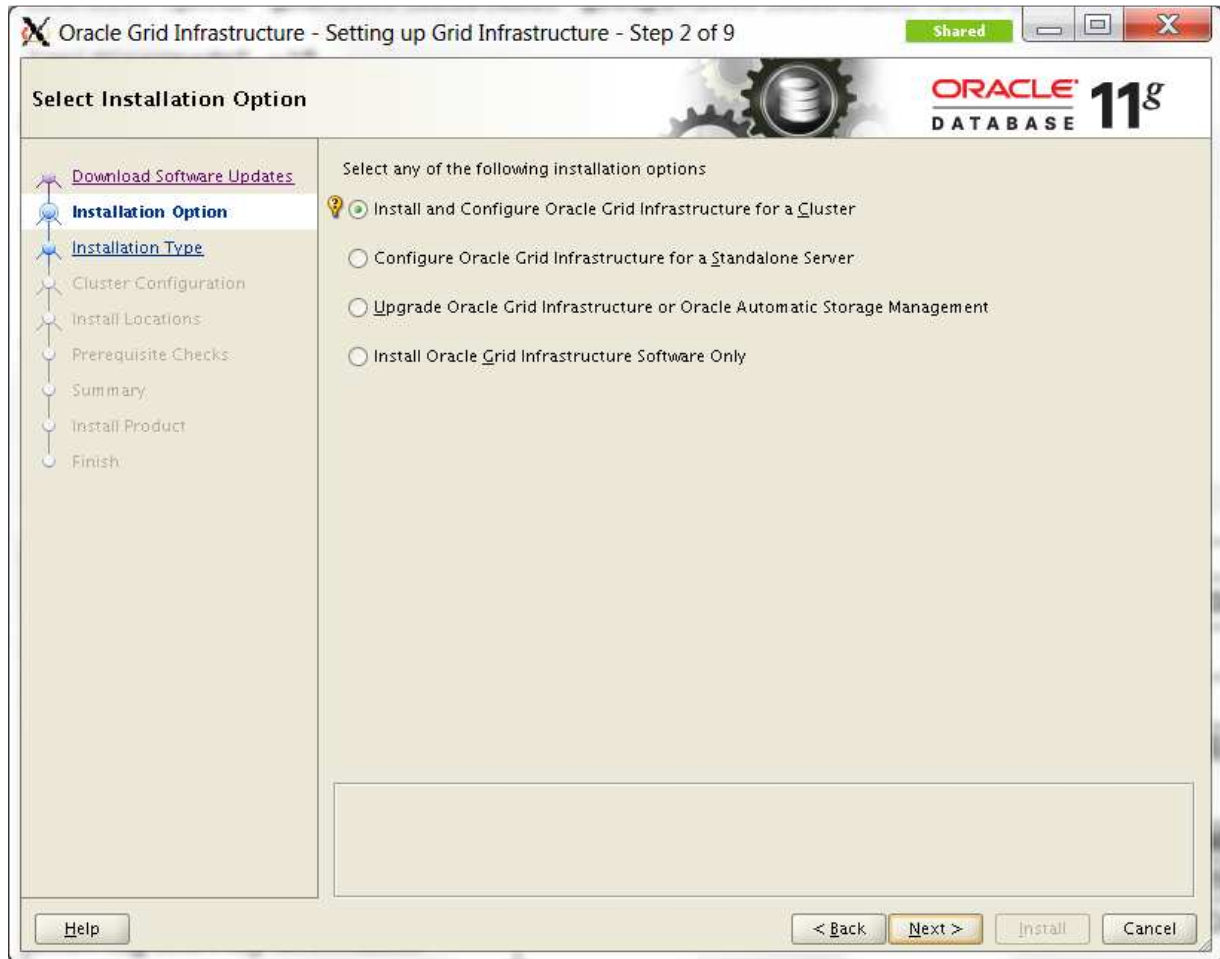 Oracle Grid Infrastructure - Setting up Grid Infrastructure - Step 2 of 9
Shared
Select Installation Option
ORACLE
DATABASE
11g
Download Software Updates
Installation Option
Installation Type
Cluster Configuration
Install Locations
Prerequisite Checks
Summary
Install Product
Finish
Select any of the following installation options
Install and Configure Oracle Grid Infrastructure for a Cluster
Configure Oracle Grid Infrastructure for a Standalone Server
Upgrade Oracle Grid Infrastructure or Oracle Automatic Storage Management
Install Oracle Grid Infrastructure Software Only
Help
< Back
Next >
Install
Cancel